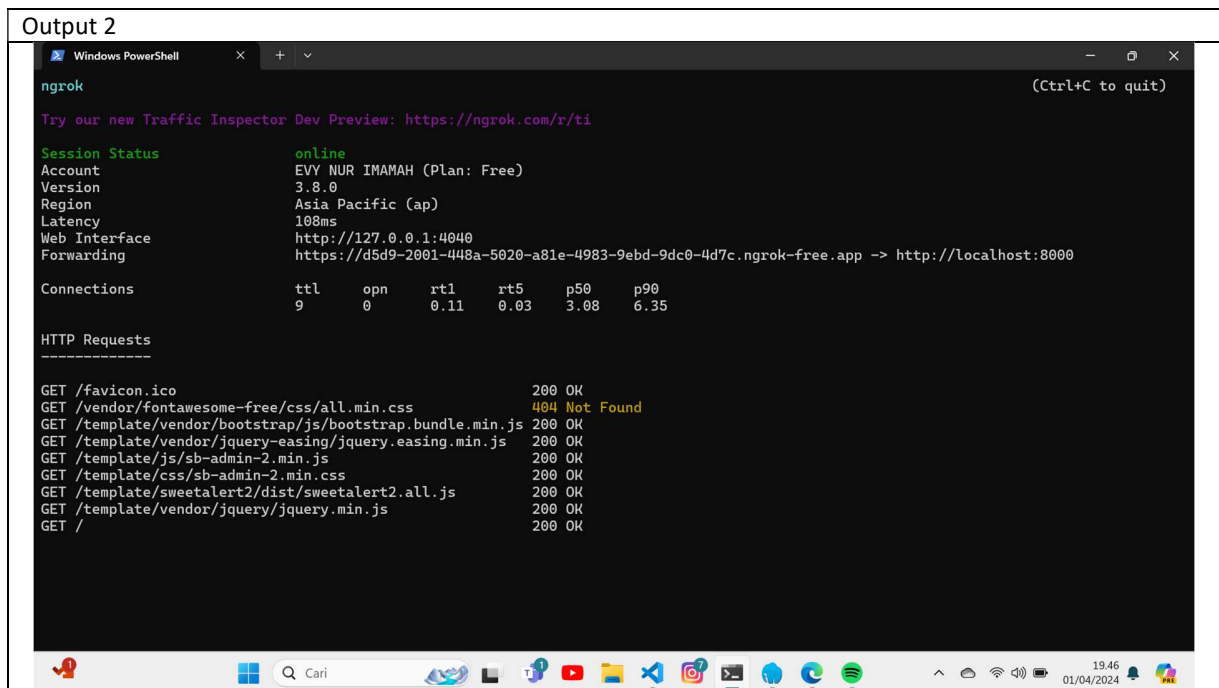 Output 2
Windows PowerShell
ngrok (Ctrl+C to quit)
Try our new Traffic Inspector Dev Preview: https://ngrok.com/r/ti
Session Status online
Account EVY NUR IMAMAH (Plan: Free)
Version 3.8.0
Region Asia Pacific (ap)
Latency 108ms
Web Interface http://127.0.0.1:4040
Forwarding https://d5d9-2001-448a-5020-a81e-4983-9ebd-9dc0-4d7c.ngrok-free.app -> http://localhost:8000
Connections ttl opn rt1 rt5 p50 p90
9 0 0.11 0.03 3.08 6.35
HTTP Requests
-------------
GET /favicon.ico 200 OK
GET /vendor/fontawesome-free/css/all.min.css 404 Not Found
GET /template/vendor/bootstrap/js/bootstrap.bundle.min.js 200 OK
GET /template/vendor/jquery-easing/jquery.easing.min.js 200 OK
GET /template/js/sb-admin-2.min.js 200 OK
GET /template/css/sb-admin-2.min.css 200 OK
GET /template/sweetalert2/dist/sweetalert2.all.js 200 OK
GET /template/vendor/jquery/jquery.min.js 200 OK
GET / 200 OK
1 Cari 1 7 19.46
01/04/2024 PRE